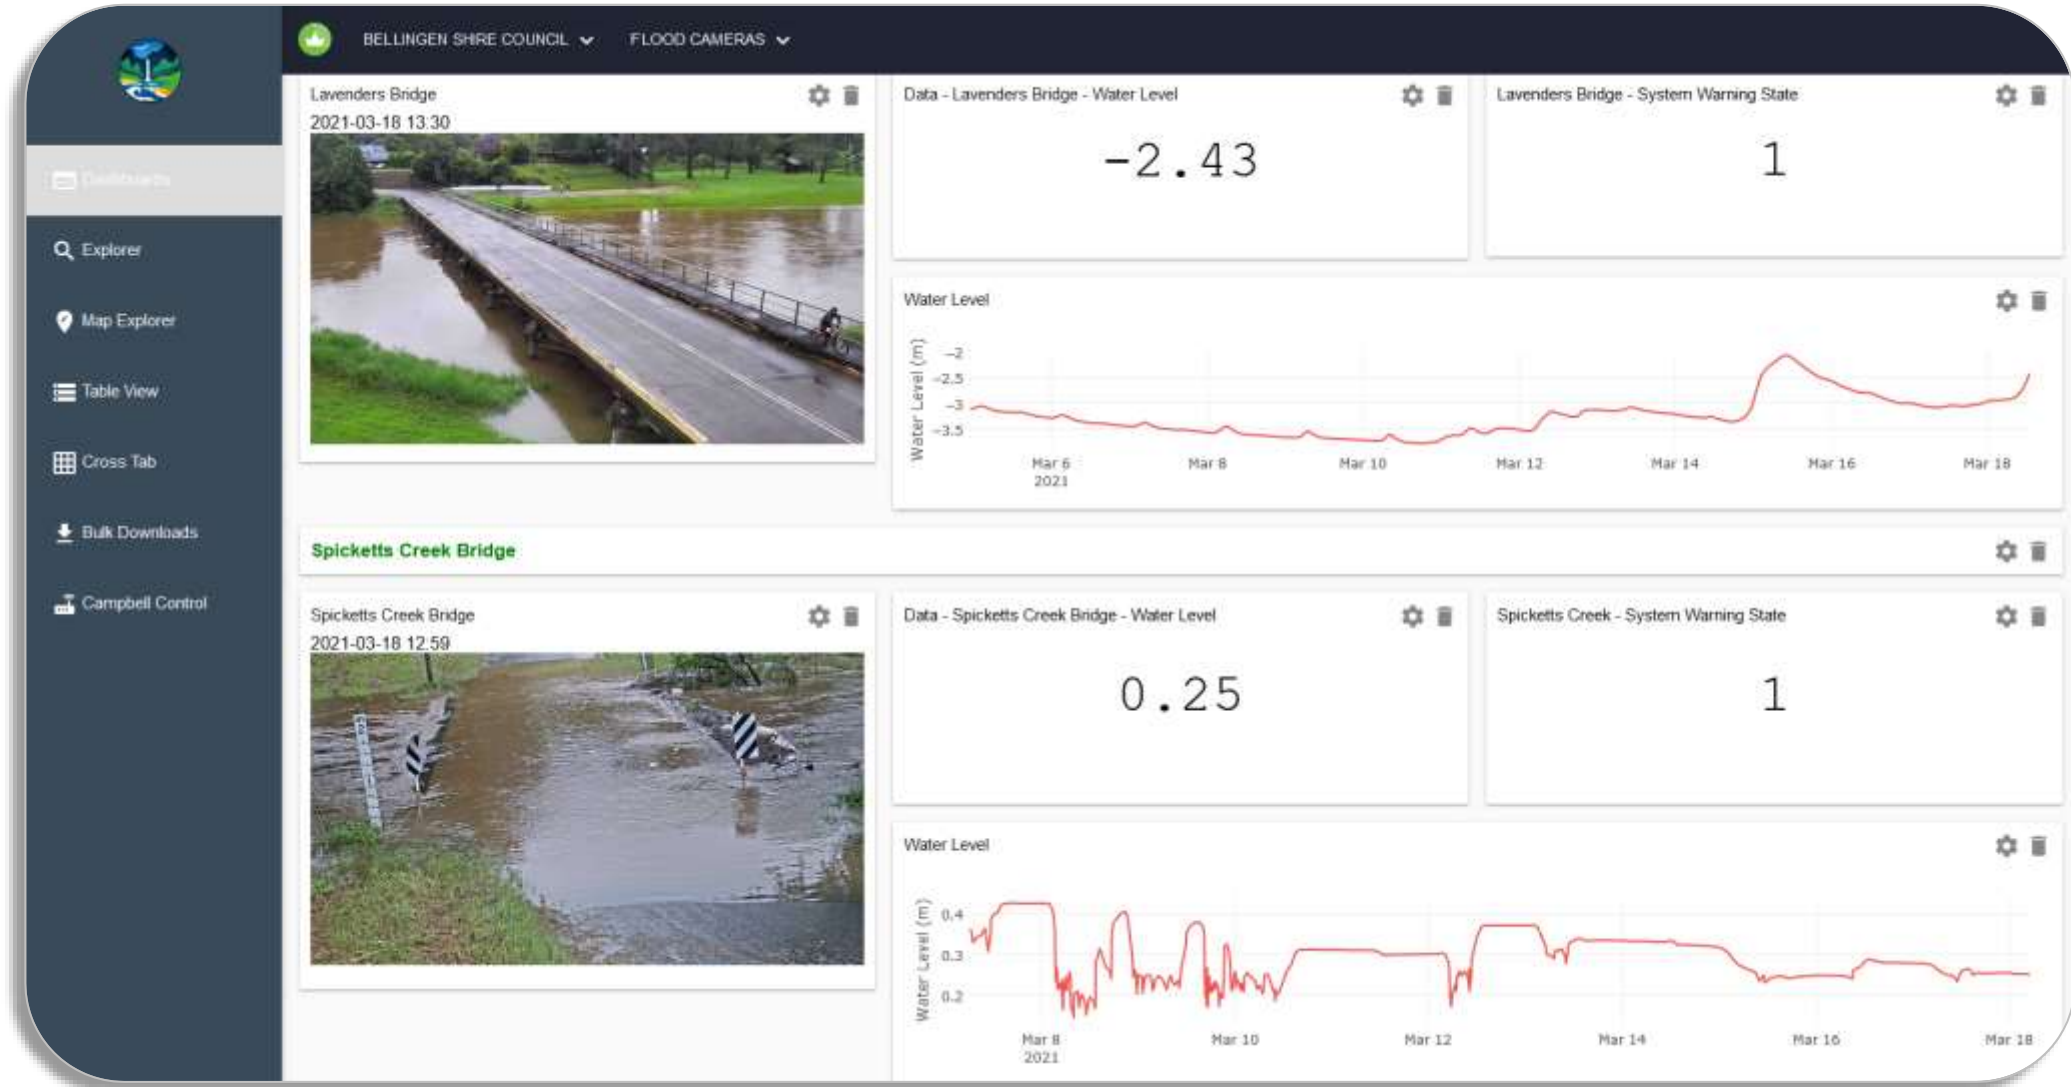 BELLINGEN SHIRE COUNCIL
FLOOD CAMERAS
Dashboards
Explorer
Map Explorer
Table View
Cross Tab
Bulk Downloads
Campbell Control
Lavenders Bridge
2021-03-18 13:30
Data - Lavenders Bridge - Water Level
-2.43
Lavenders Bridge - System Warning State
1
Water Level
Water Level (m)
−2
−2.5
−3
−3.5
Mar 6
2021
Mar 8
Mar 10
Mar 12
Mar 14
Mar 16
Mar 18
Spicketts Creek Bridge
Spicketts Creek Bridge
2021-03-18 12:59
Data - Spicketts Creek Bridge - Water Level
0.25
Spicketts Creek - System Warning State
1
Water Level
Water Level (m)
0.4
0.3
0.2
Mar 8
2021
Mar 10
Mar 12
Mar 14
Mar 16
Mar 18